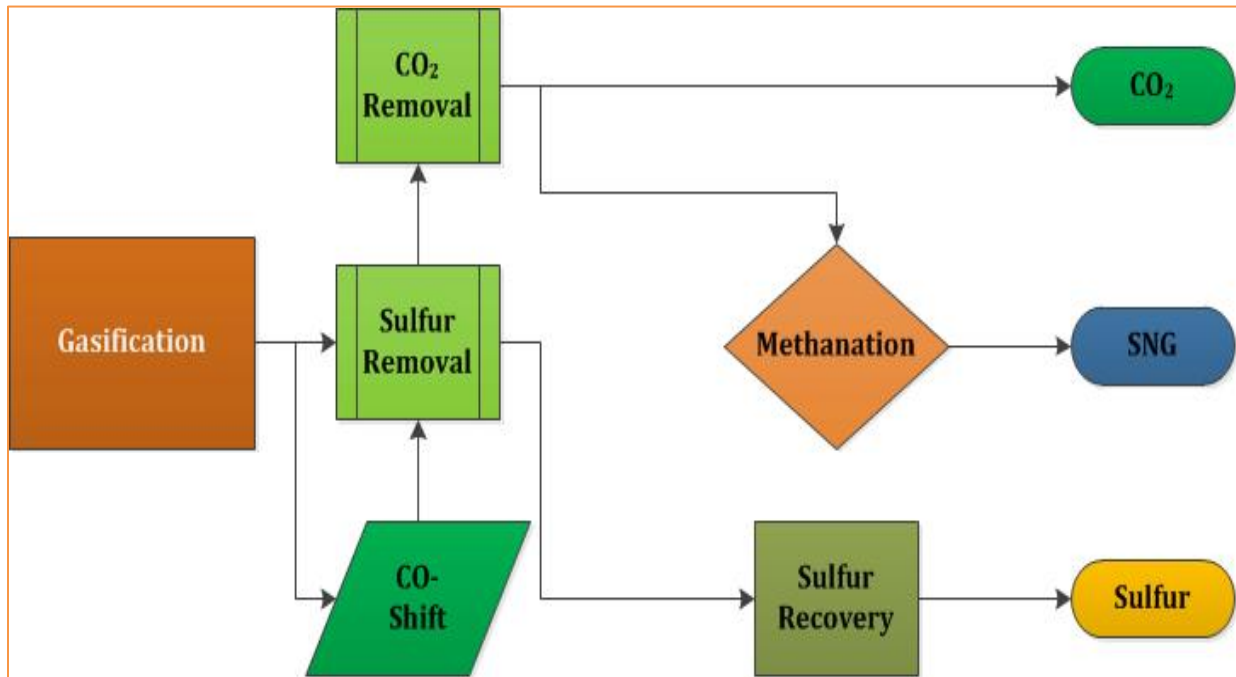 CO₂
Removal
CO₂
Gasification
Sulfur
Removal
Methanation
SNG
CO-
Shift
Sulfur
Recovery
Sulfur